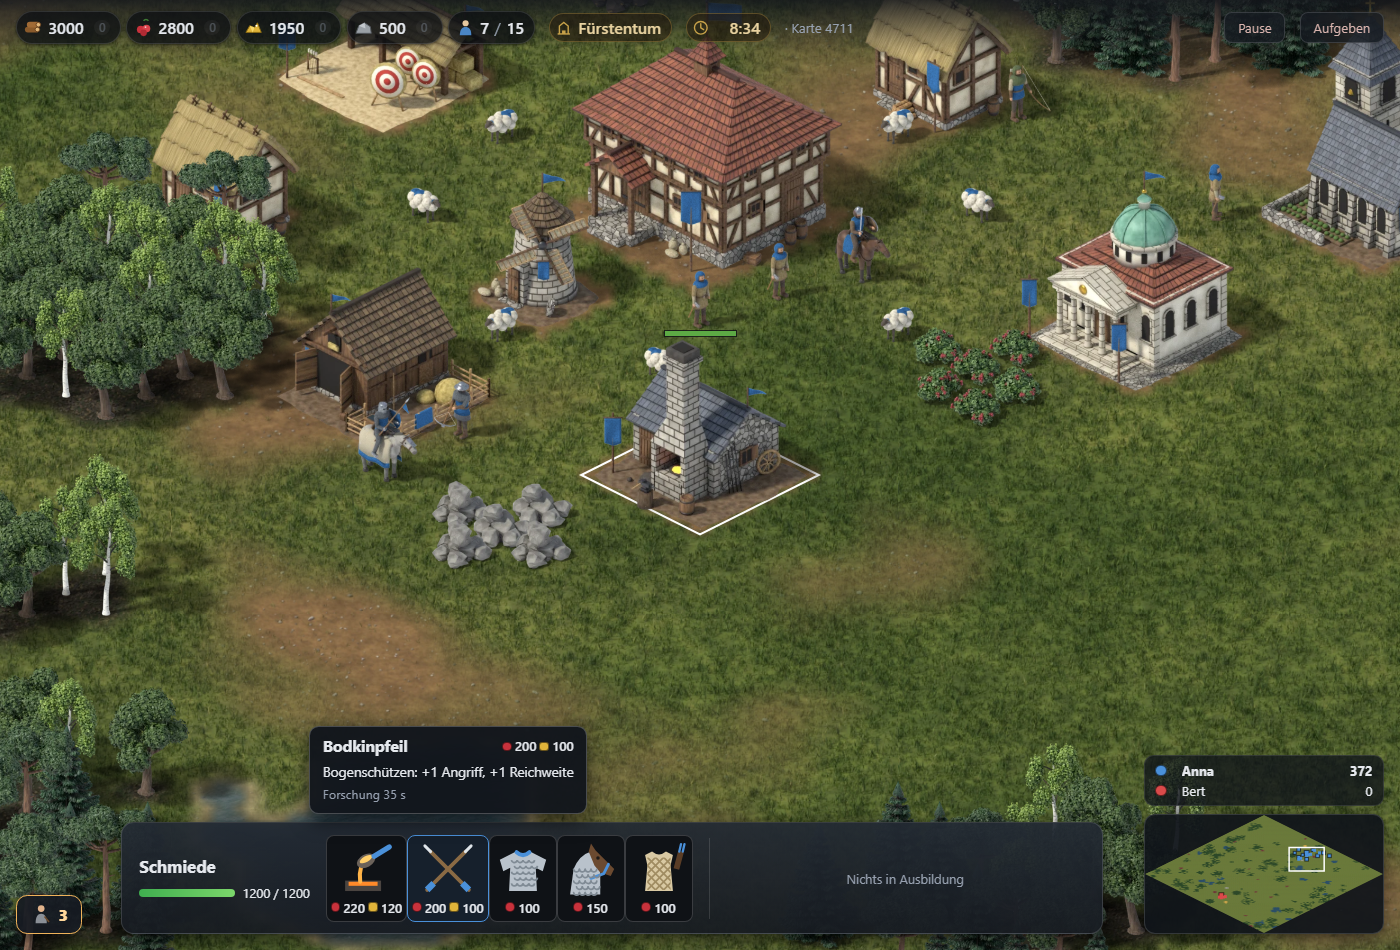 3000 0 2800 0 1950 0 500 0 7 / 15 Fürstentum 8:34 · Karte 4711 Pause Aufgeben
Bodkinpfeil 200 100
Bogenschützen: +1 Angriff, +1 Reichweite
Forschung 35 s
Anna 372
Bert 0
Schmiede
1200 / 1200
220 120 200 100 100 150 100
Nichts in Ausbildung
3